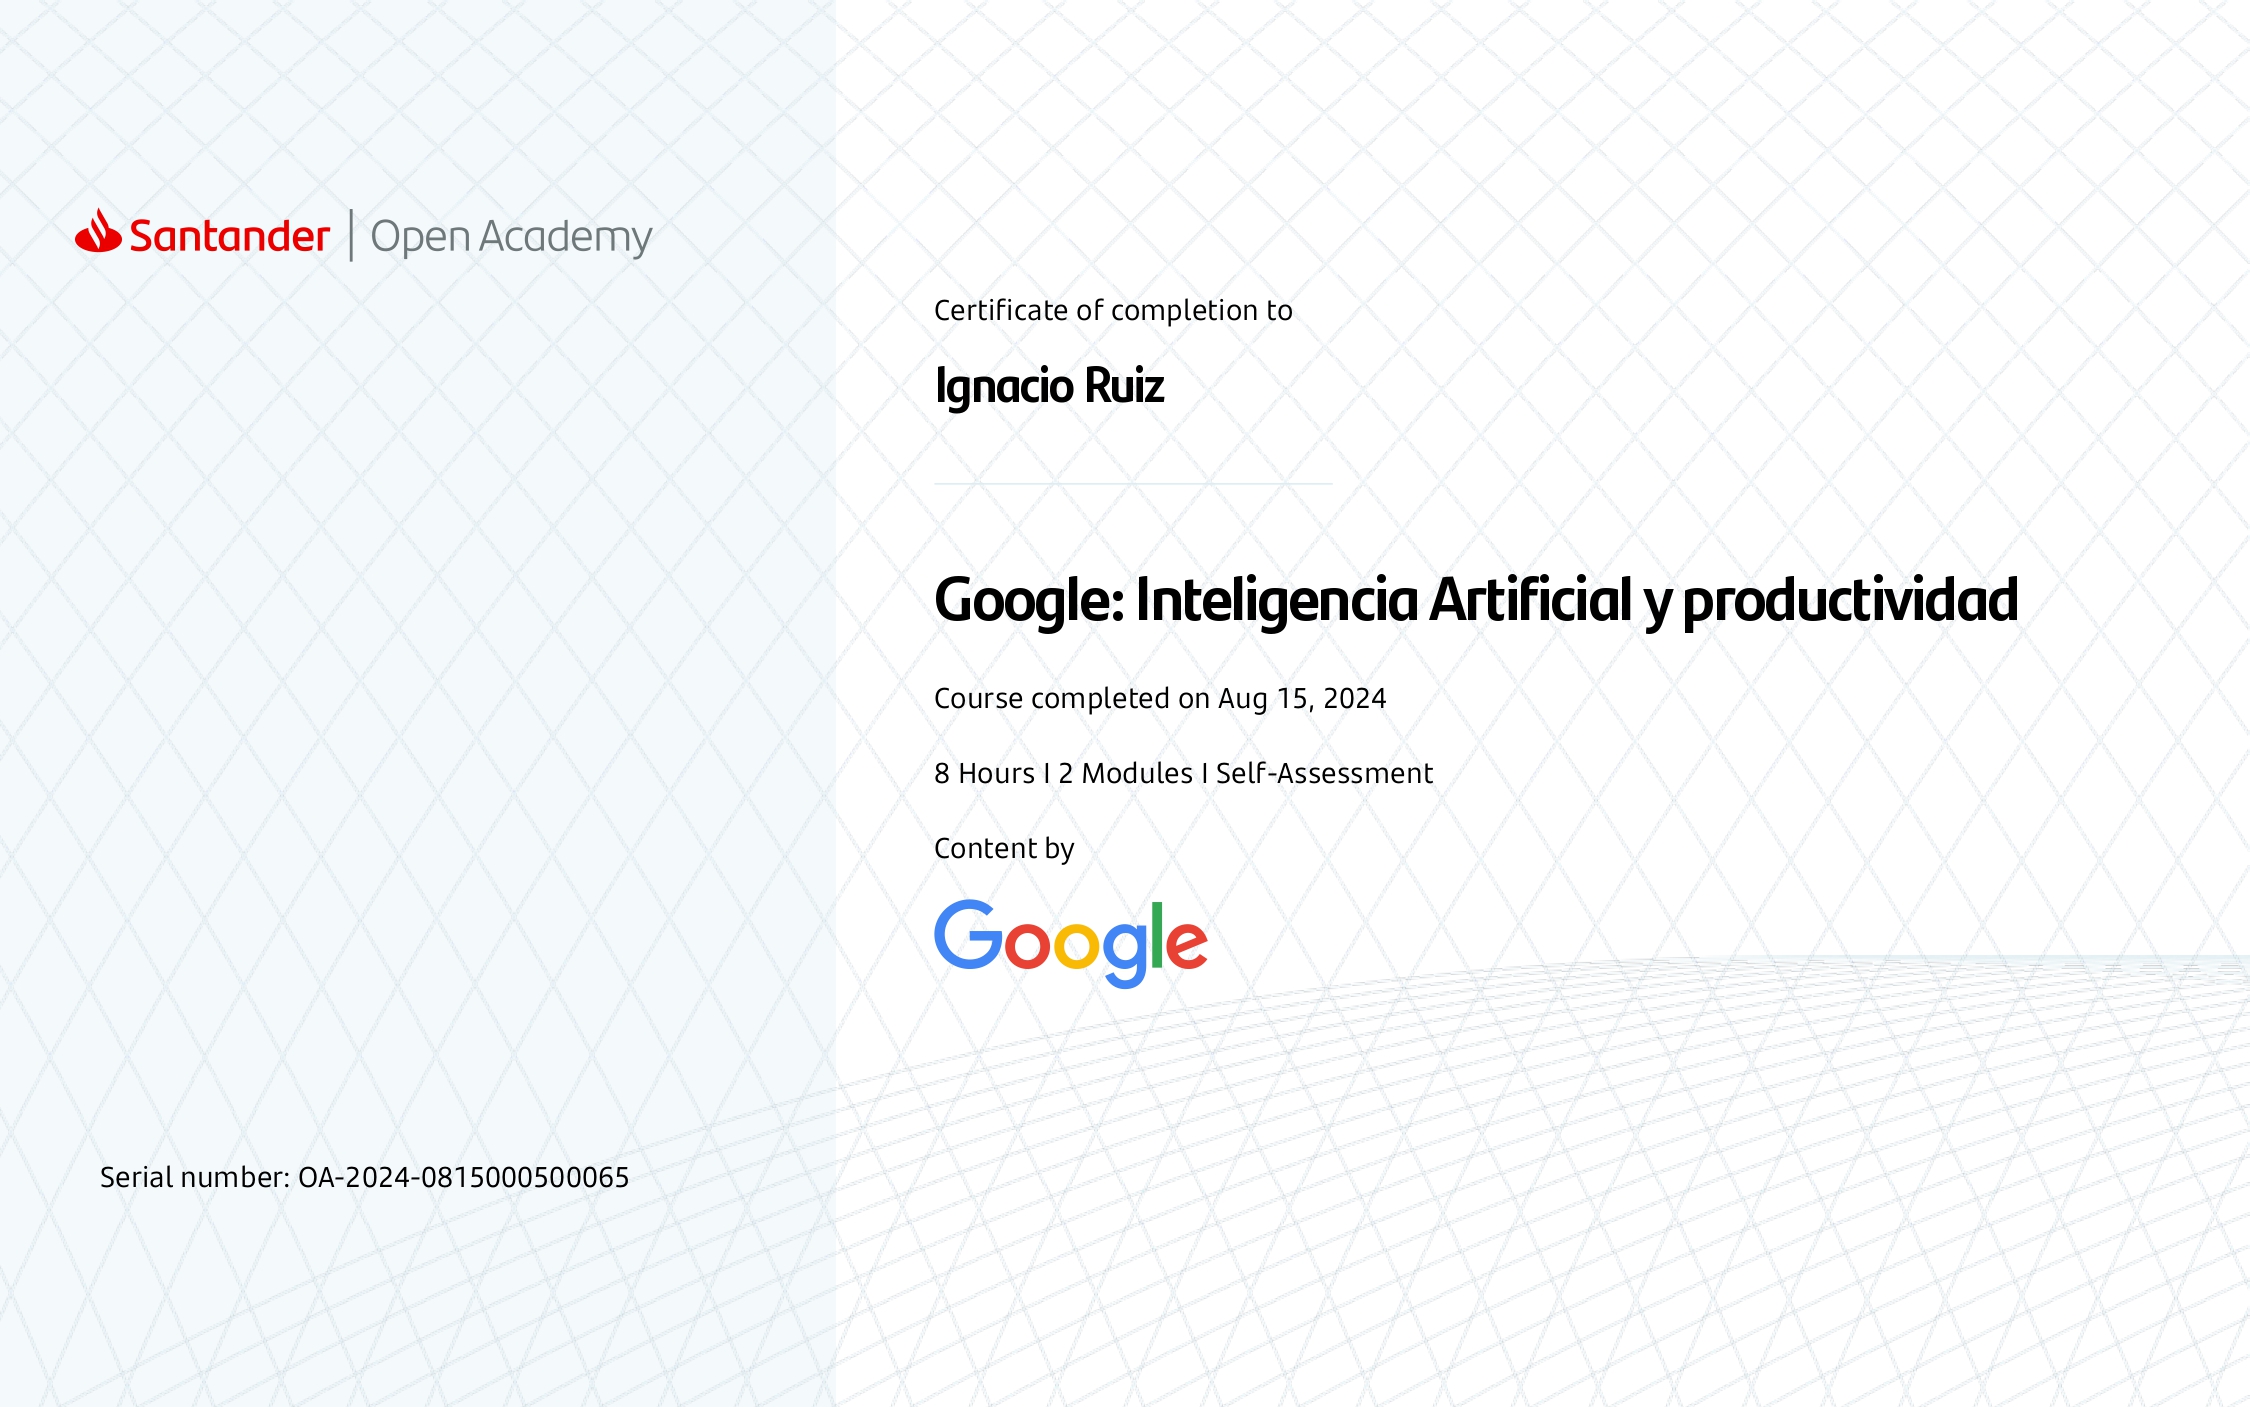 Santander | Open Academy
Certificate of completion to
Ignacio Ruiz
Google: Inteligencia Artificial y productividad
Course completed on Aug 15, 2024
8 Hours I 2 Modules I Self-Assessment
Content by
Google
Serial number: OA-2024-0815000500065